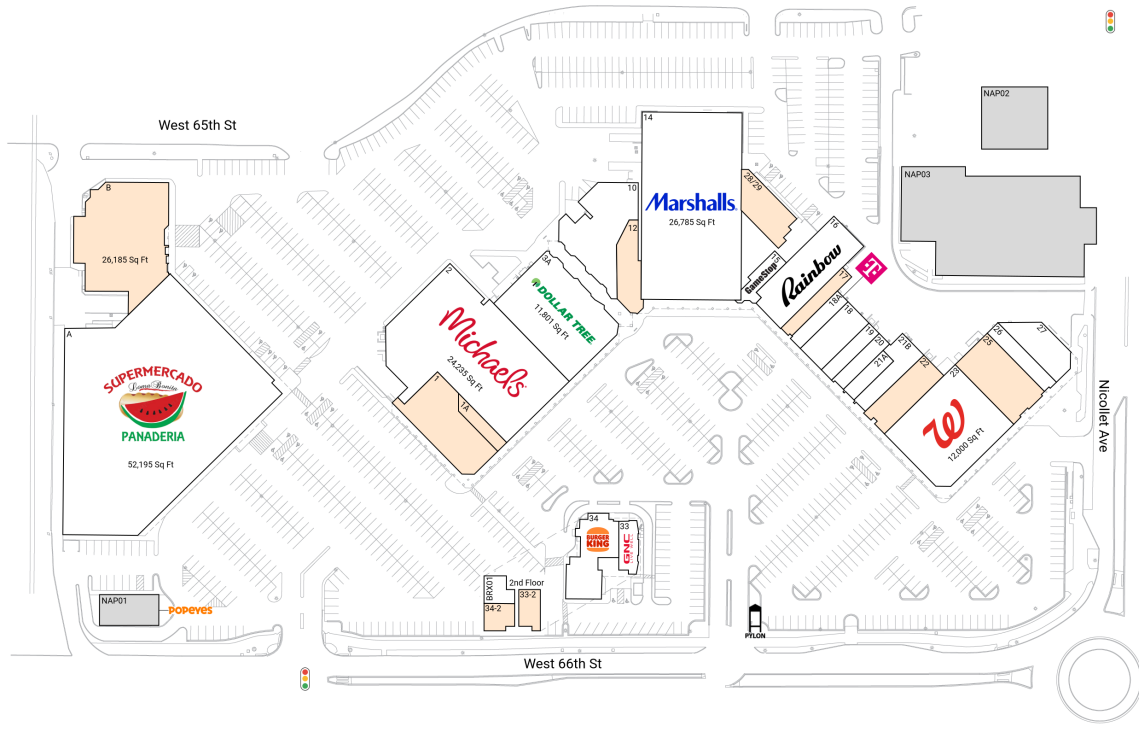 West 65th St
NAP02
14
B
NAP03
28/29
10
12
16
Marshalls.
26,785 Sq Ft
26,185 Sq Ft
3A
15
GameStop
Rainbow
2
17
DOLLAR TREE
11,801 Sq Ft
18A
18
A
Michaels
24,235 Sq Ft
19
20
21A
21B
22
26
27
25
23
1
1A
SUPERMERCADO
Loma Bonita
PANADERIA
52,195 Sq Ft
12,000 Sq Ft
Nicollet Ave
34
33
BURGER
KING
GNC
LIVE WELL
BRX01
2nd Floor
34-2
33-2
NAP01
POPEYES
PYLON
West 66th St